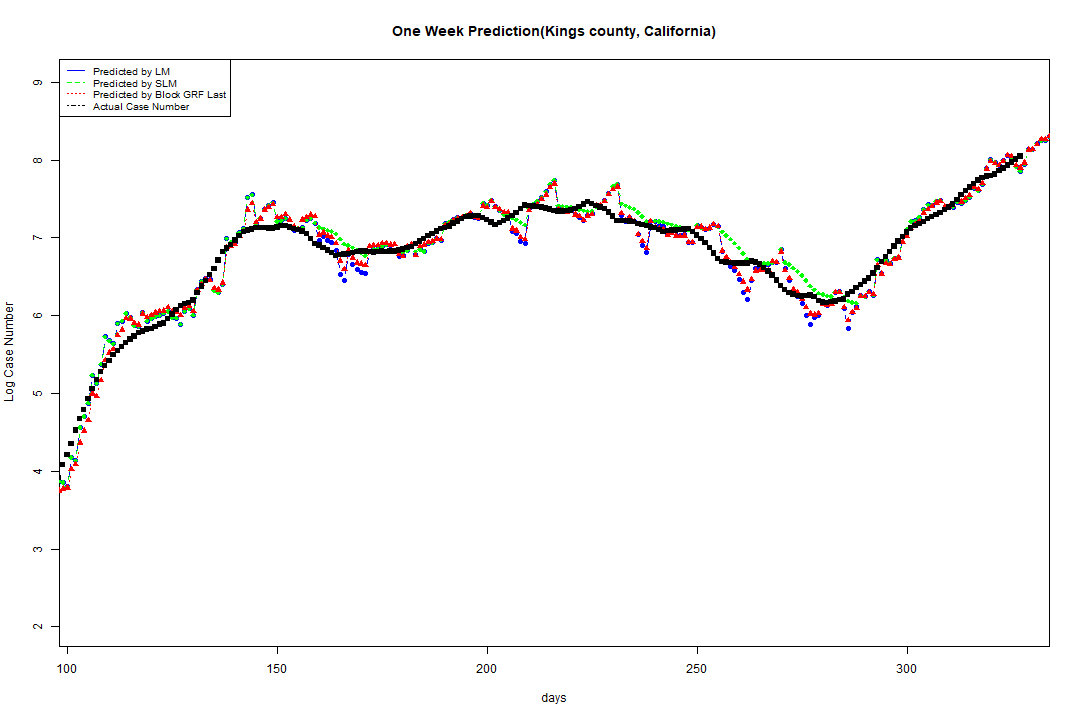 One Week Prediction(Kings county, California)
Predicted by LM
Predicted by SLM
Predicted by Block GRF Last
Actual Case Number
9
8
7
6
5
4
3
2
Log Case Number
100 150 200 250 300
days